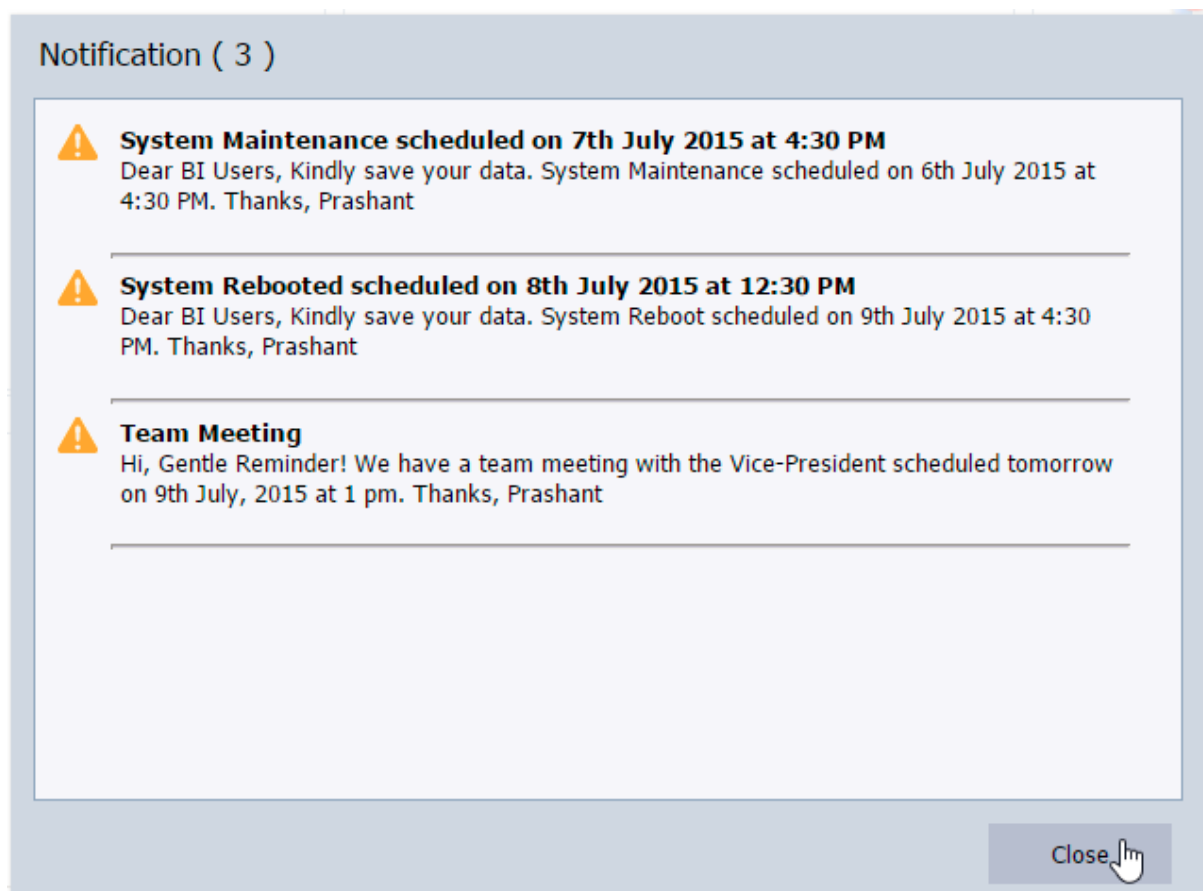 Notification ( 3 )
System Maintenance scheduled on 7th July 2015 at 4:30 PM
Dear BI Users, Kindly save your data. System Maintenance scheduled on 6th July 2015 at
4:30 PM. Thanks, Prashant
System Rebooted scheduled on 8th July 2015 at 12:30 PM
Dear BI Users, Kindly save your data. System Reboot scheduled on 9th July 2015 at 4:30
PM. Thanks, Prashant
Team Meeting
Hi, Gentle Reminder! We have a team meeting with the Vice-President scheduled tomorrow
on 9th July, 2015 at 1 pm. Thanks, Prashant
Close